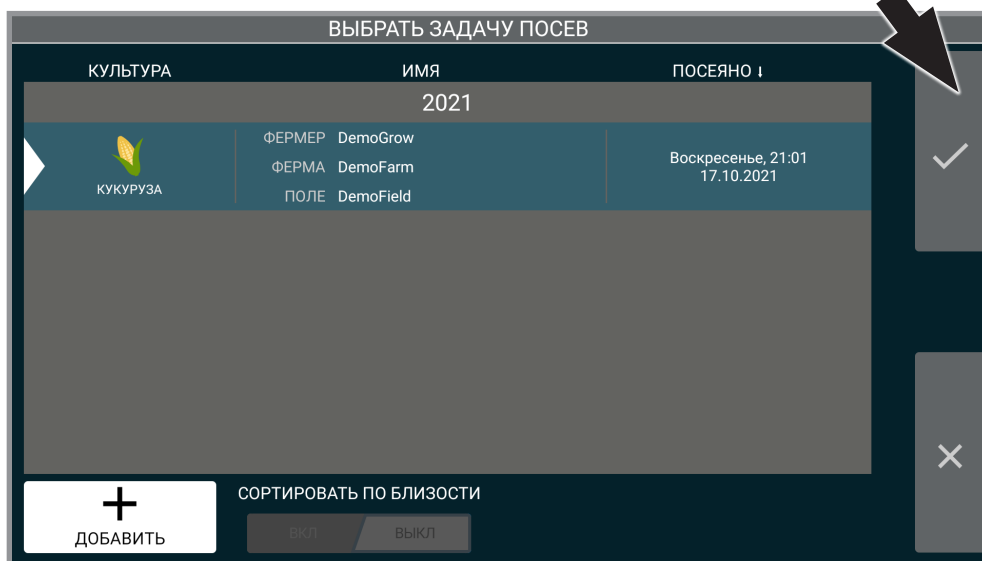 ВЫБРАТЬ ЗАДАЧУ ПОСЕВ
КУЛЬТУРА ИМЯ ПОСЕЯНО ↓
2021
КУКУРУЗА
ФЕРМЕР DemoGrow
ФЕРМА DemoFarm
ПОЛЕ DemoField
Воскресенье, 21:01
17.10.2021
ДОБАВИТЬ
СОРТИРОВАТЬ ПО БЛИЗОСТИ
ВКЛ ВЫКЛ